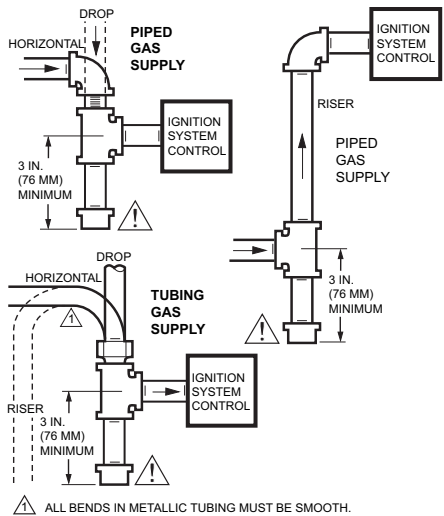 DROP
HORIZONTAL
PIPED
GAS
SUPPLY
IGNITION
SYSTEM
CONTROL
3 IN.
(76 MM)
MINIMUM
!
IGNITION
SYSTEM
CONTROL
RISER
PIPED
GAS
SUPPLY
3 IN.
(76 MM)
MINIMUM
!
DROP
HORIZONTAL
1
TUBING
GAS
SUPPLY
IGNITION
SYSTEM
CONTROL
RISER
3 IN.
(76 MM)
MINIMUM
!
1 ALL BENDS IN METALLIC TUBING MUST BE SMOOTH.